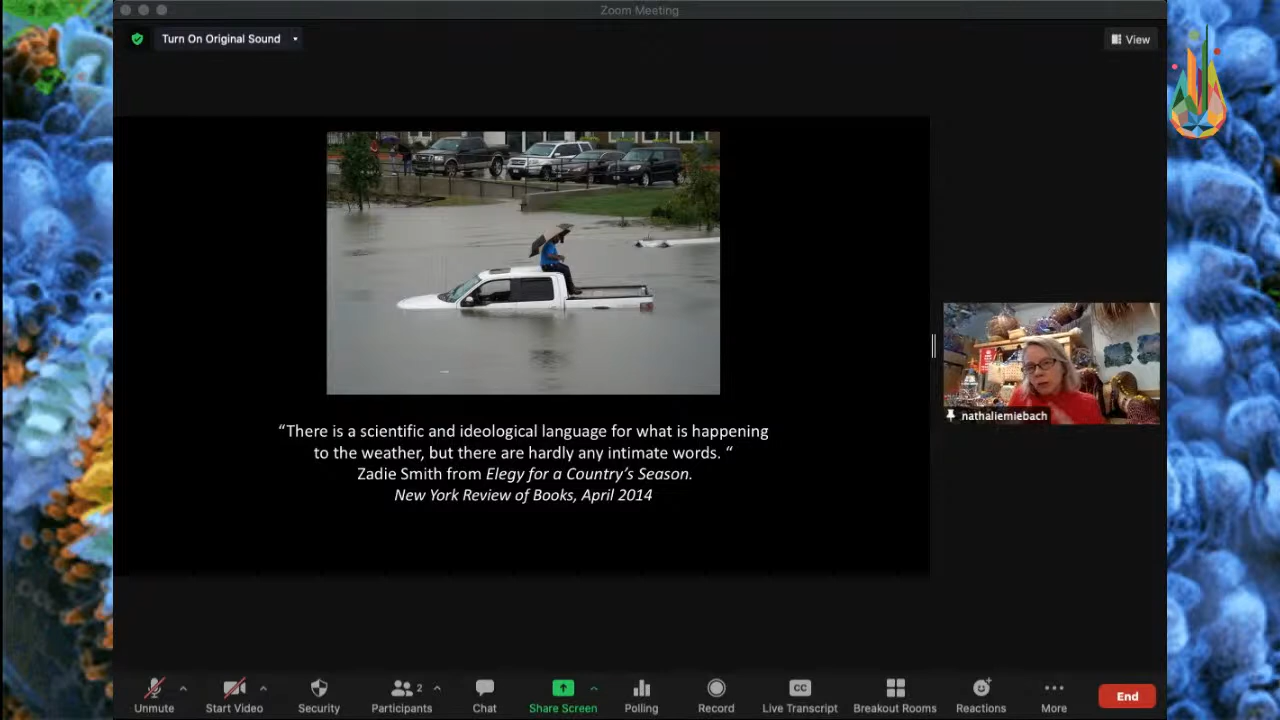 Zoom Meeting
Turn On Original Sound
View
“There is a scientific and ideological language for what is happening
to the weather, but there are hardly any intimate words. “
Zadie Smith from Elegy for a Country’s Season.
New York Review of Books, April 2014
nathaliemiebach
2
Unmute
Start Video
Security
Participants
Chat
Share Screen
Polling
Record
CC
Live Transcript
Breakout Rooms
Reactions
More
End